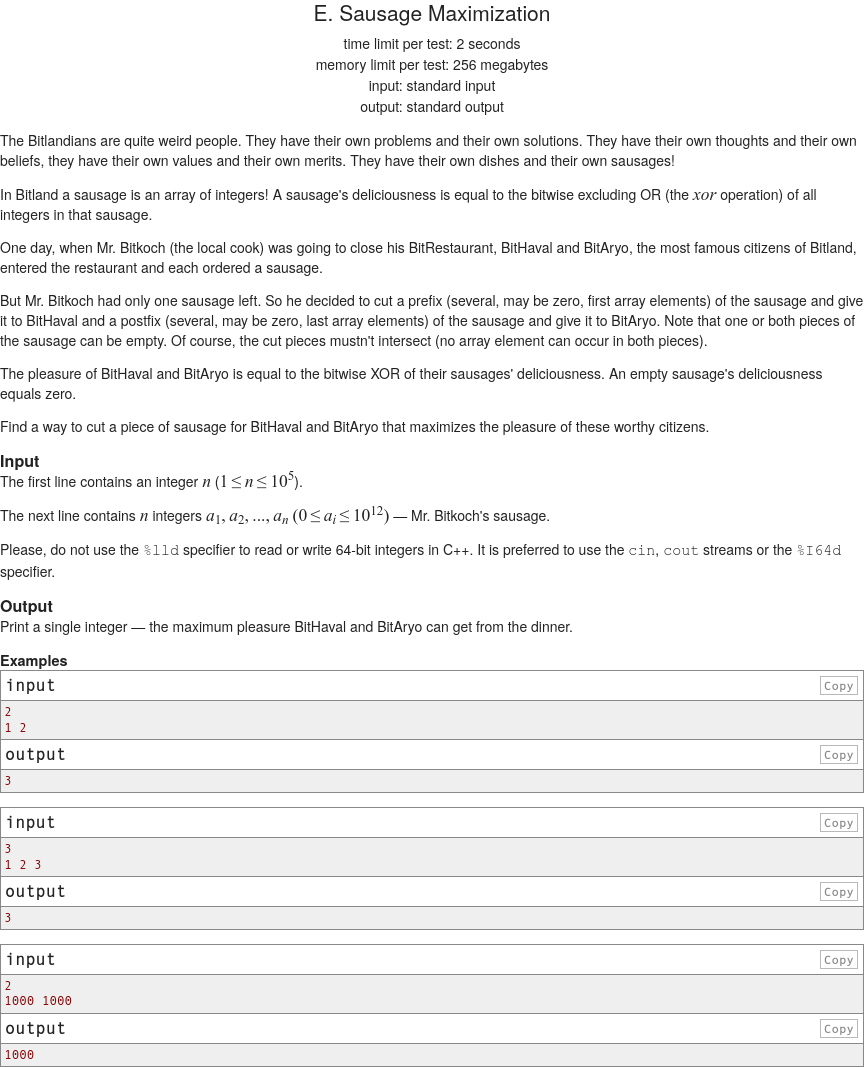 E. Sausage Maximization
time limit per test: 2 seconds
memory limit per test: 256 megabytes
input: standard input
output: standard output
The Bitlandians are quite weird people. They have their own problems and their own solutions. They have their own thoughts and their own
beliefs, they have their own values and their own merits. They have their own dishes and their own sausages!
In Bitland a sausage is an array of integers! A sausage's deliciousness is equal to the bitwise excluding OR (the xor operation) of all
integers in that sausage.
One day, when Mr. Bitkoch (the local cook) was going to close his BitRestaurant, BitHaval and BitAryo, the most famous citizens of Bitland,
entered the restaurant and each ordered a sausage.
But Mr. Bitkoch had only one sausage left. So he decided to cut a prefix (several, may be zero, first array elements) of the sausage and give
it to BitHaval and a postfix (several, may be zero, last array elements) of the sausage and give it to BitAryo. Note that one or both pieces of
the sausage can be empty. Of course, the cut pieces mustn't intersect (no array element can occur in both pieces).
The pleasure of BitHaval and BitAryo is equal to the bitwise XOR of their sausages' deliciousness. An empty sausage's deliciousness
equals zero.
Find a way to cut a piece of sausage for BitHaval and BitAryo that maximizes the pleasure of these worthy citizens.
Input
The first line contains an integer n (1 ≤ n ≤ 10^5).
The next line contains n integers a_1, a_2, ..., a_n (0 ≤ a_i ≤ 10^12) — Mr. Bitkoch's sausage.
Please, do not use the %lld specifier to read or write 64-bit integers in C++. It is preferred to use the cin, cout streams or the %I64d
specifier.
Output
Print a single integer — the maximum pleasure BitHaval and BitAryo can get from the dinner.
Examples
input Copy
2
1 2
output Copy
3
input Copy
3
1 2 3
output Copy
3
input Copy
2
1000 1000
output Copy
1000